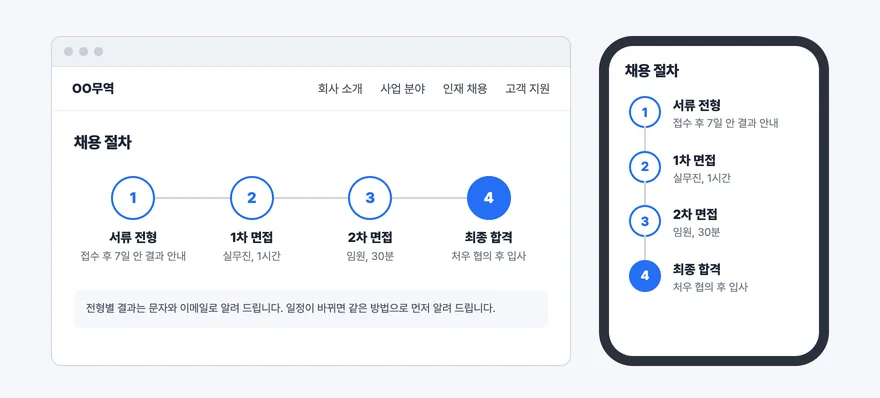 OO무역
회사 소개 사업 분야 인재 채용 고객 지원
채용 절차
1 2 3 4
서류 전형 1차 면접 2차 면접 최종 합격
접수 후 7일 안 결과 안내 실무진, 1시간 임원, 30분 처우 협의 후 입사
전형별 결과는 문자와 이메일로 알려 드립니다. 일정이 바뀌면 같은 방법으로 먼저 알려 드립니다.
채용 절차
1 서류 전형
접수 후 7일 안 결과 안내
2 1차 면접
실무진, 1시간
3 2차 면접
임원, 30분
4 최종 합격
처우 협의 후 입사